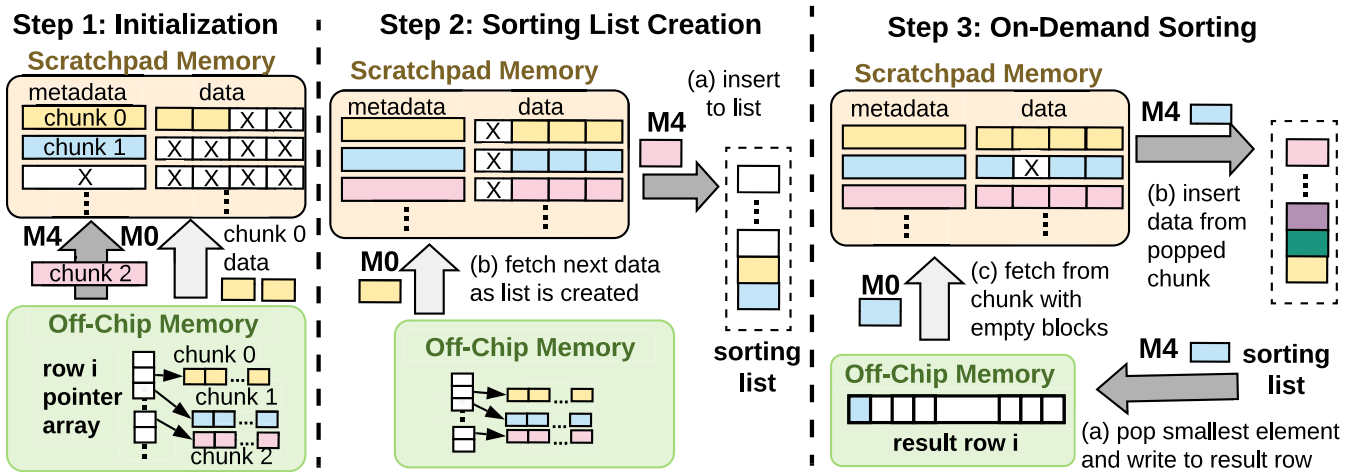 Step 1: Initialization
Scratchpad Memory
metadata data
chunk 0 X X
chunk 1 X X X X
X X X X X
M4 M0 chunk 0
data
chunk 2
Off-Chip Memory
row i
pointer
array
chunk 0
chunk 1
chunk 2
Step 2: Sorting List Creation
Scratchpad Memory
metadata data
X
X
X
(a) insert
to list
M4
M0
(b) fetch next data
as list is created
Off-Chip Memory
sorting
list
Step 3: On-Demand Sorting
Scratchpad Memory
metadata data
X
M4
(b) insert
data from
popped
chunk
M0
(c) fetch from
chunk with
empty blocks
M4
sorting
list
Off-Chip Memory
result row i
(a) pop smallest element
and write to result row